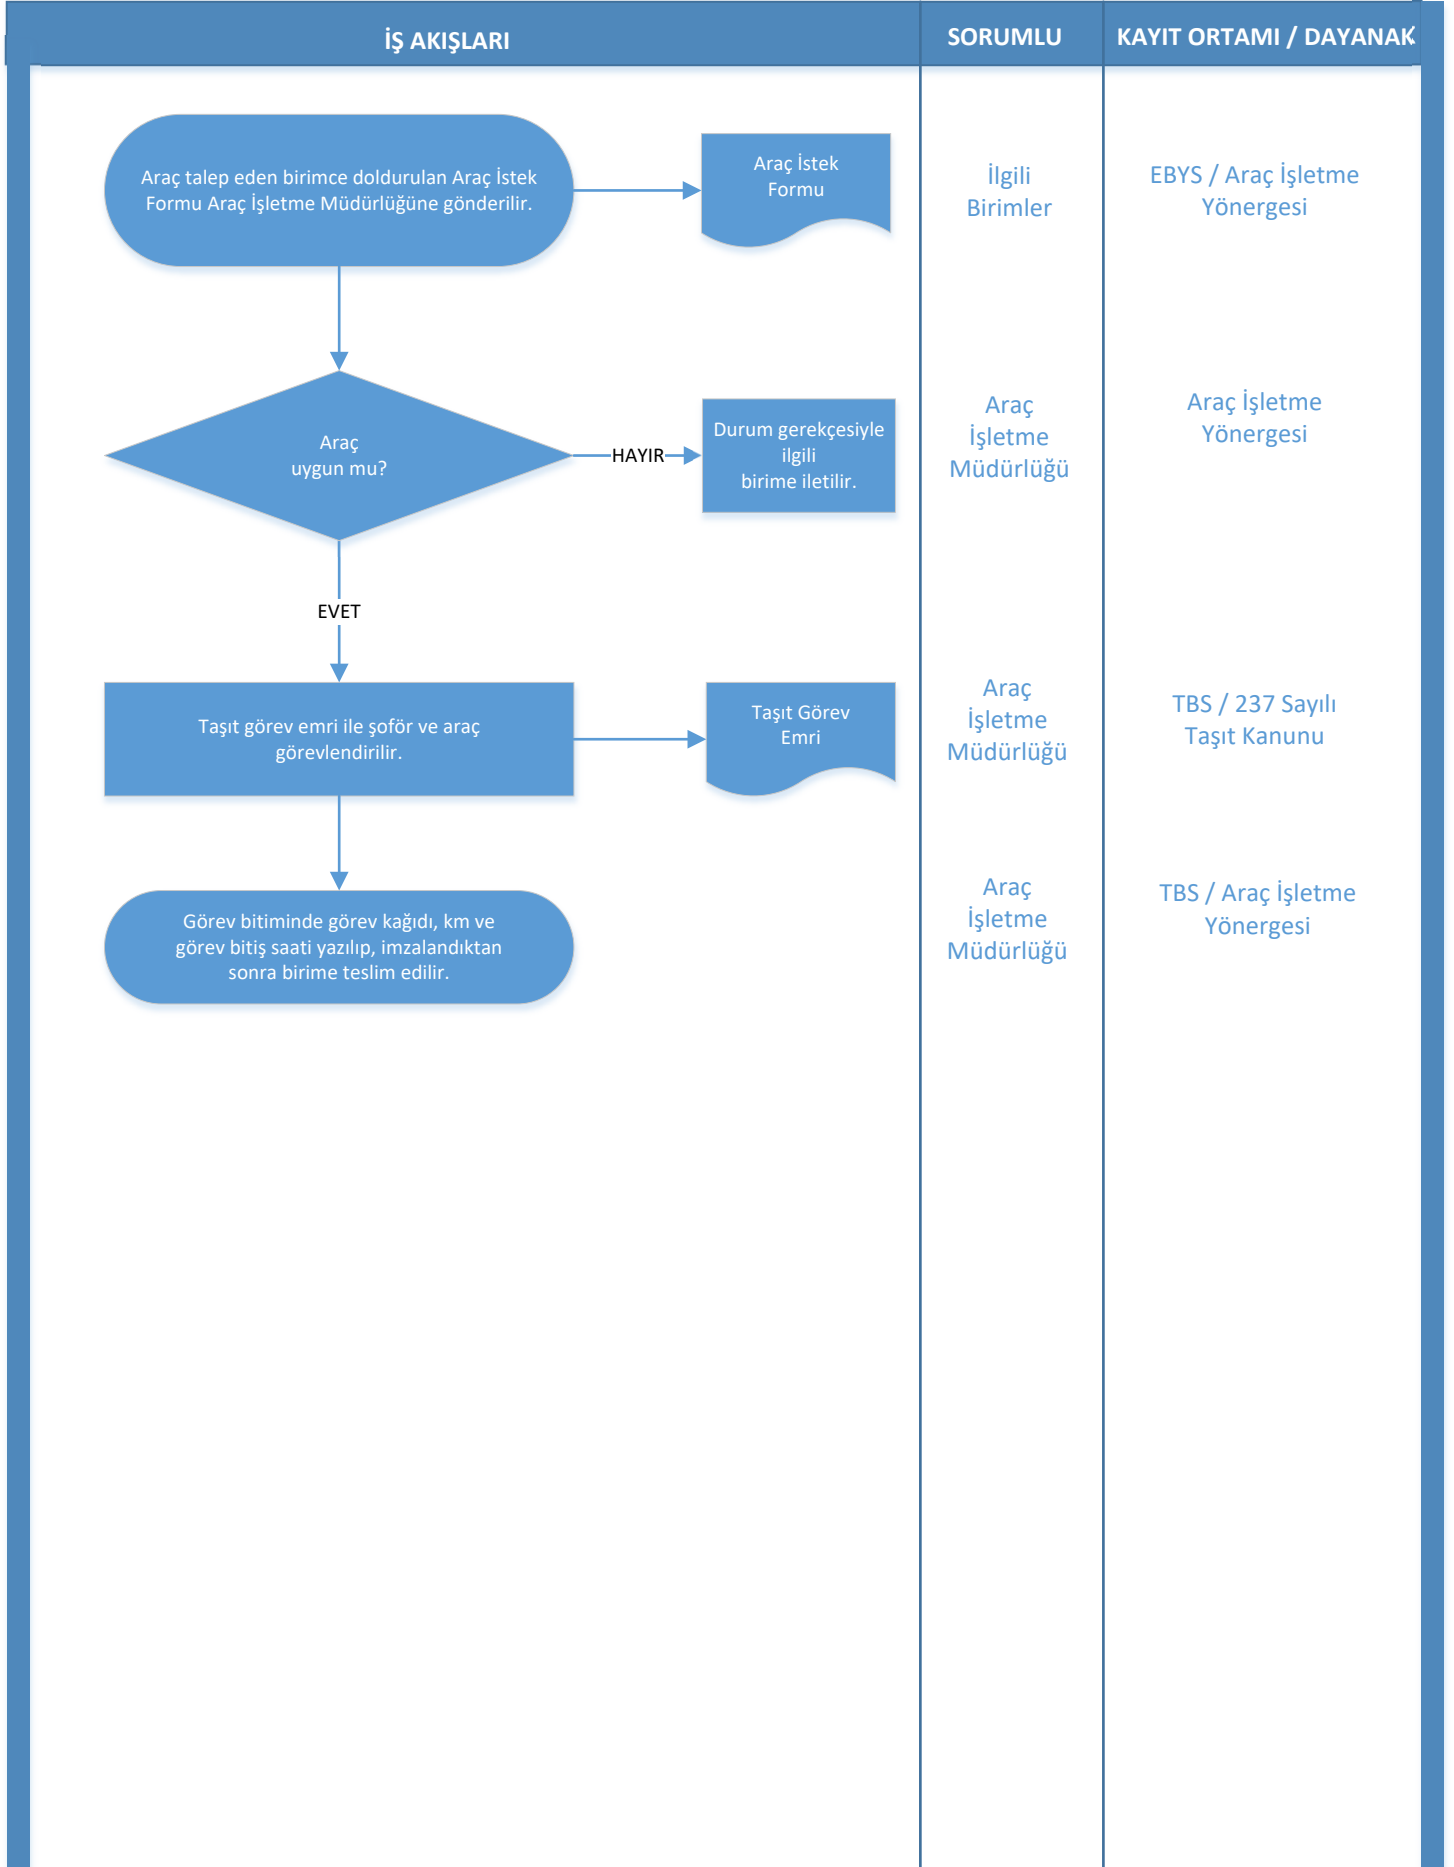 İŞ AKIŞLARI
SORUMLU
KAYIT ORTAMI / DAYANAK
Araç talep eden birimce doldurulan Araç İstek
Formu Araç İşletme Müdürlüğüne gönderilir.
Araç İstek
Formu
İlgili
Birimler
EBYS / Araç İşletme
Yönergesi
Araç
uygun mu?
HAYIR
Durum gerekçesiyle
ilgili
birime iletilir.
Araç
İşletme
Müdürlüğü
Araç İşletme
Yönergesi
EVET
Taşıt görev emri ile şoför ve araç
görevlendirilir.
Taşıt Görev
Emri
Araç
İşletme
Müdürlüğü
TBS / 237 Sayılı
Taşıt Kanunu
Görev bitiminde görev kağıdı, km ve
görev bitiş saati yazılıp, imzalandıktan
sonra birime teslim edilir.
Araç
İşletme
Müdürlüğü
TBS / Araç İşletme
Yönergesi